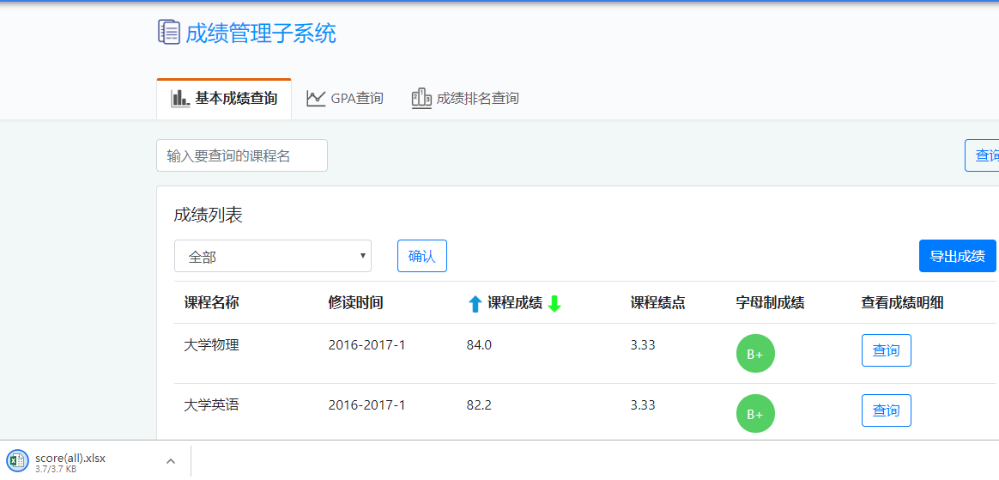 成绩管理子系统
基本成绩查询 GPA查询 成绩排名查询
输入要查询的课程名 查询
成绩列表
全部 确认 导出成绩
课程名称 修读时间 课程成绩 课程绩点 字母制成绩 查看成绩明细
大学物理 2016-2017-1 84.0 3.33 B+ 查询
大学英语 2016-2017-1 82.2 3.33 B+ 查询
score(all).xlsx
3.7/3.7 KB